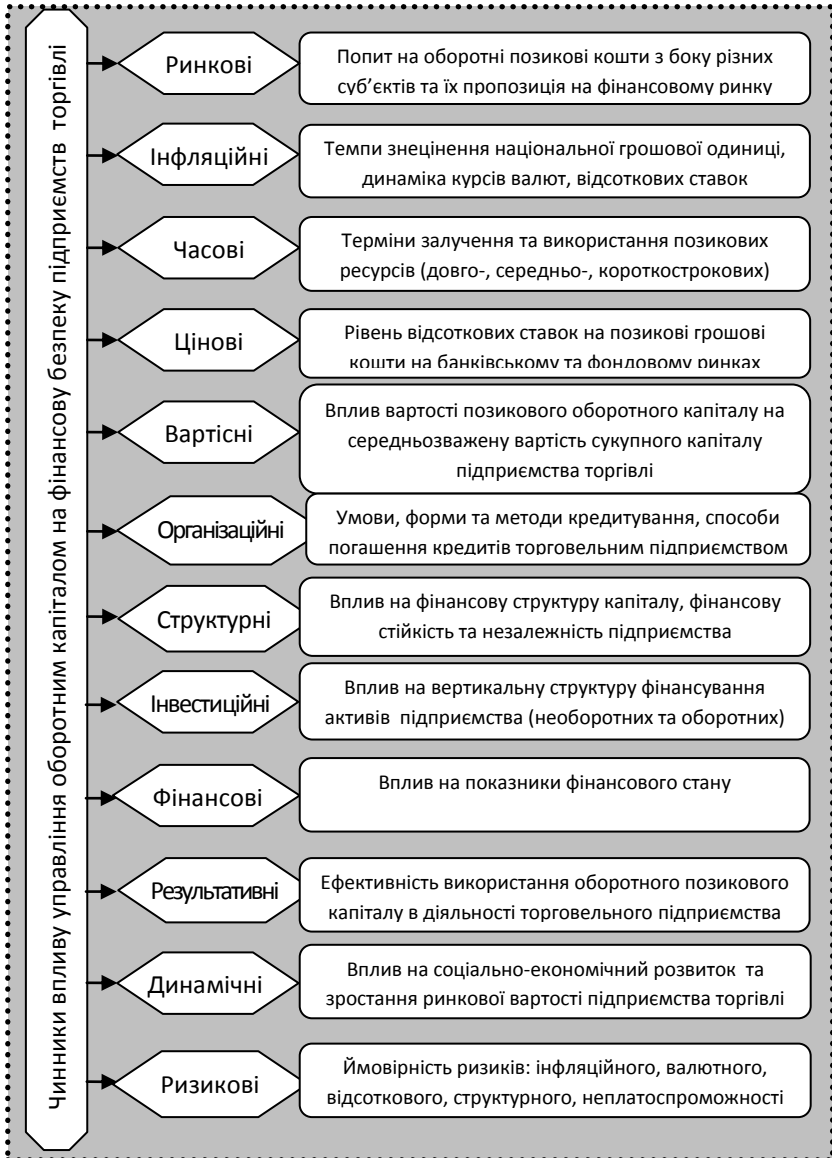 Чинники впливу управління оборотним капіталом на фінансову безпеку підприємств торгівлі
Ринкові
Попит на оборотні позикові кошти з боку різних
суб’єктів та їх пропозиція на фінансовому ринку
Інфляційні
Темпи знецінення національної грошової одиниці,
динаміка курсів валют, відсоткових ставок
Часові
Терміни залучення та використання позикових
ресурсів (довго-, середньо-, короткострокових)
Цінові
Рівень відсоткових ставок на позикові грошові
кошти на банківському та фондовому ринках
Вартісні
Вплив вартості позикового оборотного капіталу на
середньозважену вартість сукупного капіталу
підприємства торгівлі
Організаційні
Умови, форми та методи кредитування, способи
погашення кредитів торговельним підприємством
Структурні
Вплив на фінансову структуру капіталу, фінансову
стійкість та незалежність підприємства
Інвестиційні
Вплив на вертикальну структуру фінансування
активів підприємства (необоротних та оборотних)
Фінансові
Вплив на показники фінансового стану
Результативні
Ефективність використання оборотного позикового
капіталу в діяльності торговельного підприємства
Динамічні
Вплив на соціально-економічний розвиток та
зростання ринкової вартості підприємства торгівлі
Ризикові
Ймовірність ризиків: інфляційного, валютного,
відсоткового, структурного, неплатоспроможності